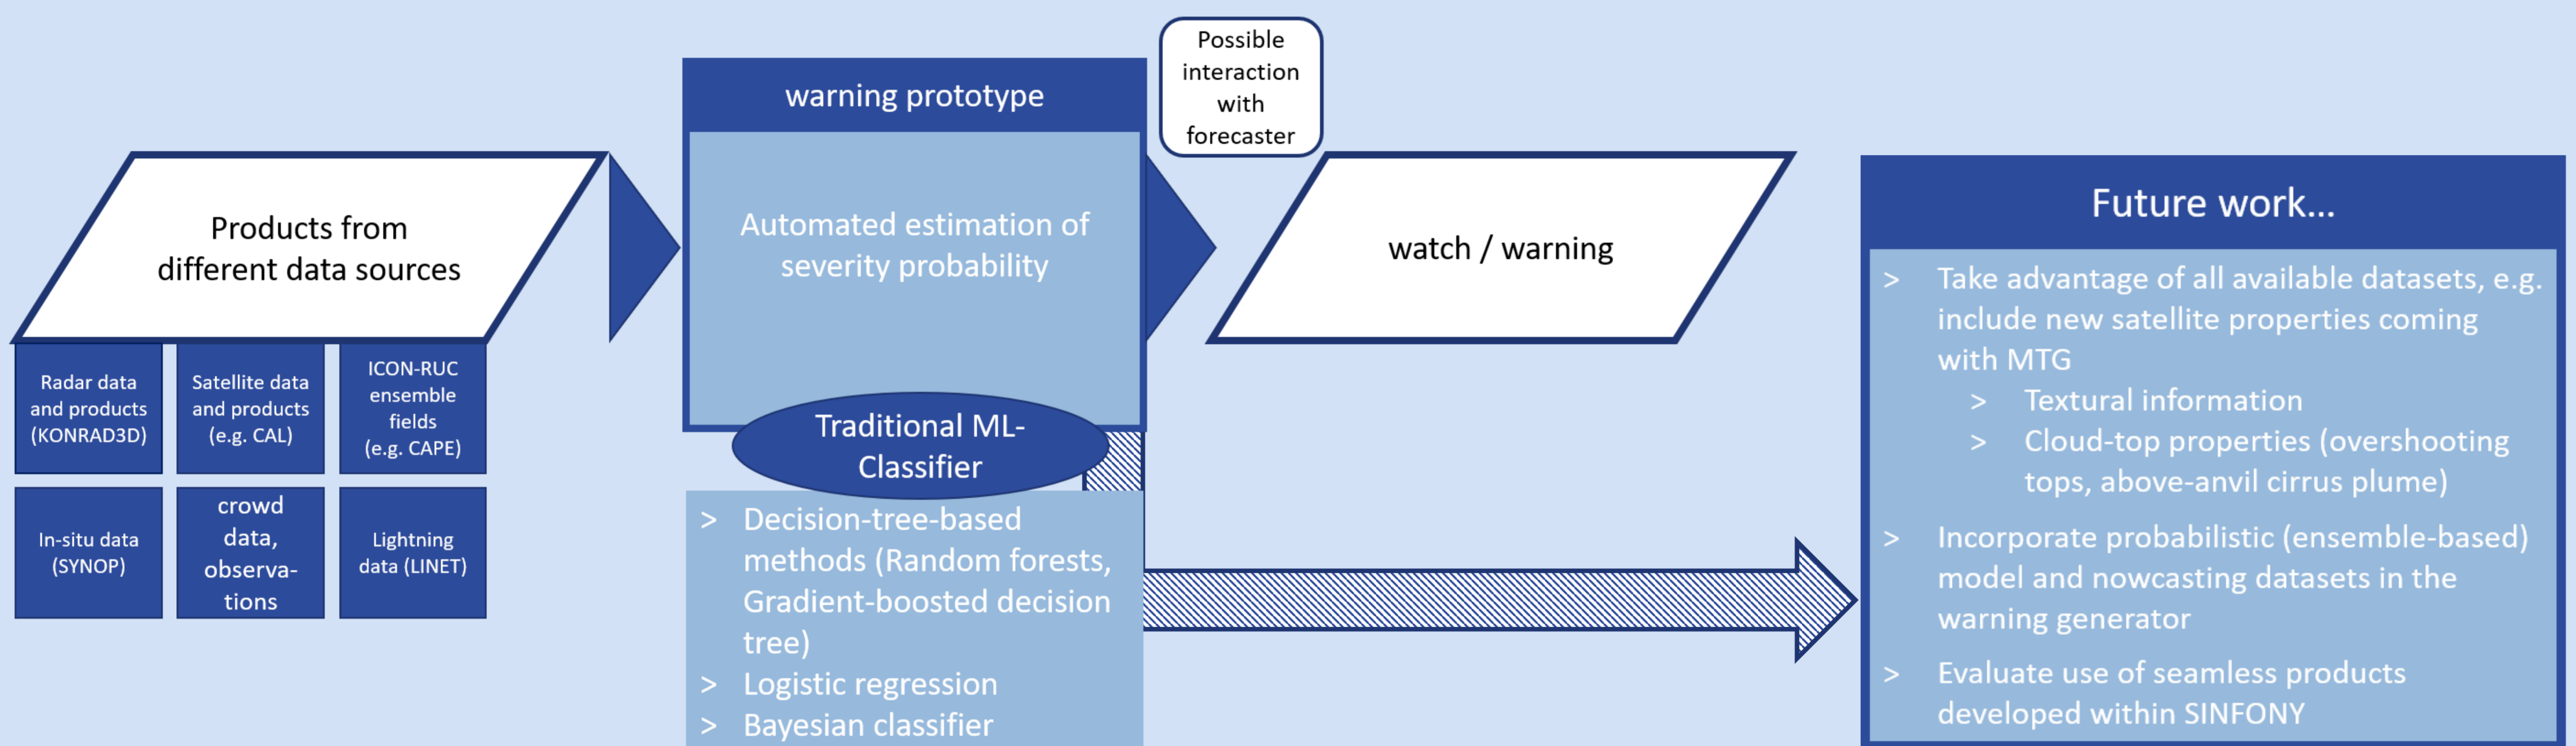 Products from
different data sources
Radar data
and products
(KONRAD3D)
Satellite data
and products
(e.g. CAL)
ICON-RUC
ensemble
fields
(e.g. CAPE)
In-situ data
(SYNOP)
crowd
data,
observa-
tions
Lightning
data (LINET)
warning prototype
Automated estimation of
severity probability
Traditional ML-
Classifier
> Decision-tree-based
methods (Random forests,
Gradient-boosted decision
tree)
> Logistic regression
> Bayesian classifier
Possible
interaction
with
forecaster
watch / warning
Future work...
> Take advantage of all available datasets, e.g.
include new satellite properties coming
with MTG
> Textural information
> Cloud-top properties (overshooting
tops, above-anvil cirrus plume)
> Incorporate probabilistic (ensemble-based)
model and nowcasting datasets in the
warning generator
> Evaluate use of seamless products
developed within SINFONY